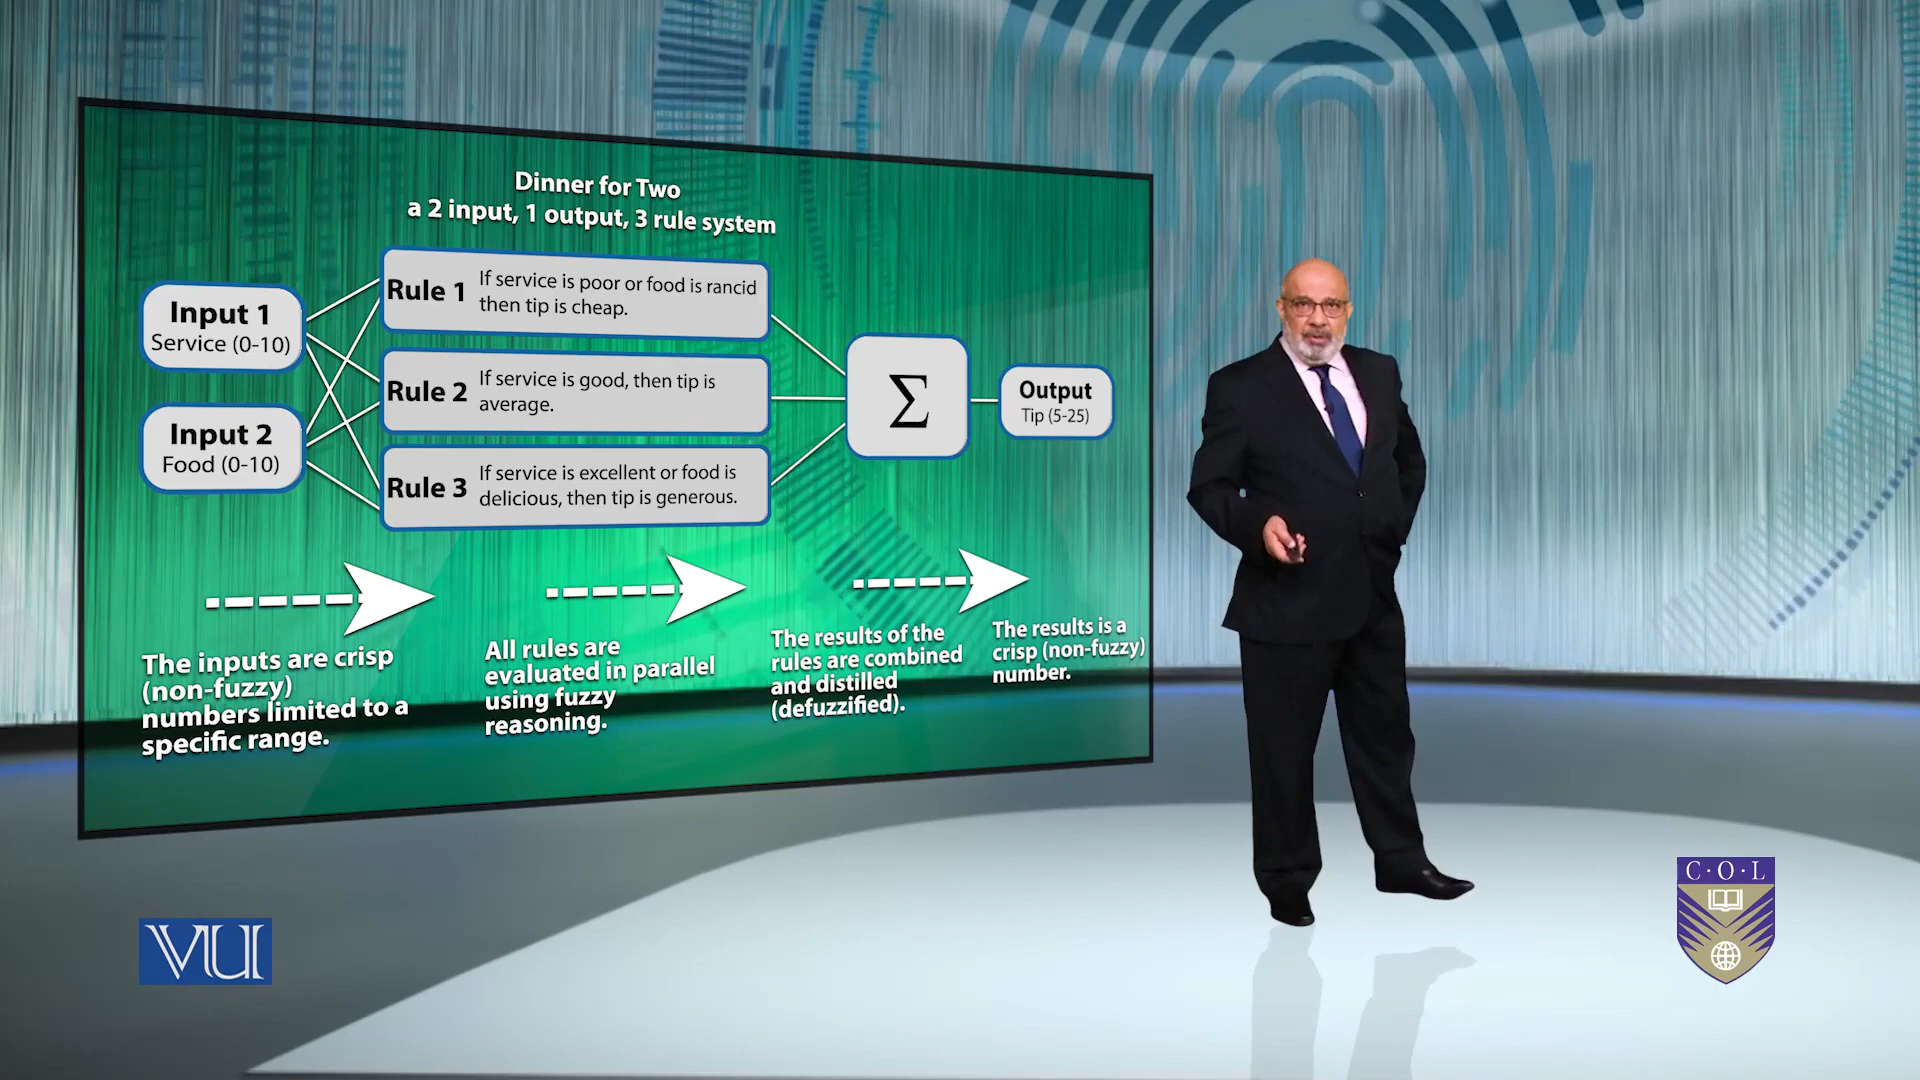 Dinner for Two
a 2 input, 1 output, 3 rule system
Input 1
Service (0-10)
Input 2
Food (0-10)
Rule 1
If service is poor or food is rancid
then tip is cheap.
Rule 2
If service is good, then tip is
average.
Rule 3
If service is excellent or food is
delicious, then tip is generous.
Σ
Output
Tip (5-25)
The inputs are crisp
(non-fuzzy)
numbers limited to a
specific range.
All rules are
evaluated in parallel
using fuzzy
reasoning.
The results of the
rules are combined
and distilled
(defuzzified).
The results is a
crisp (non-fuzzy)
number.
VU
C·O·L